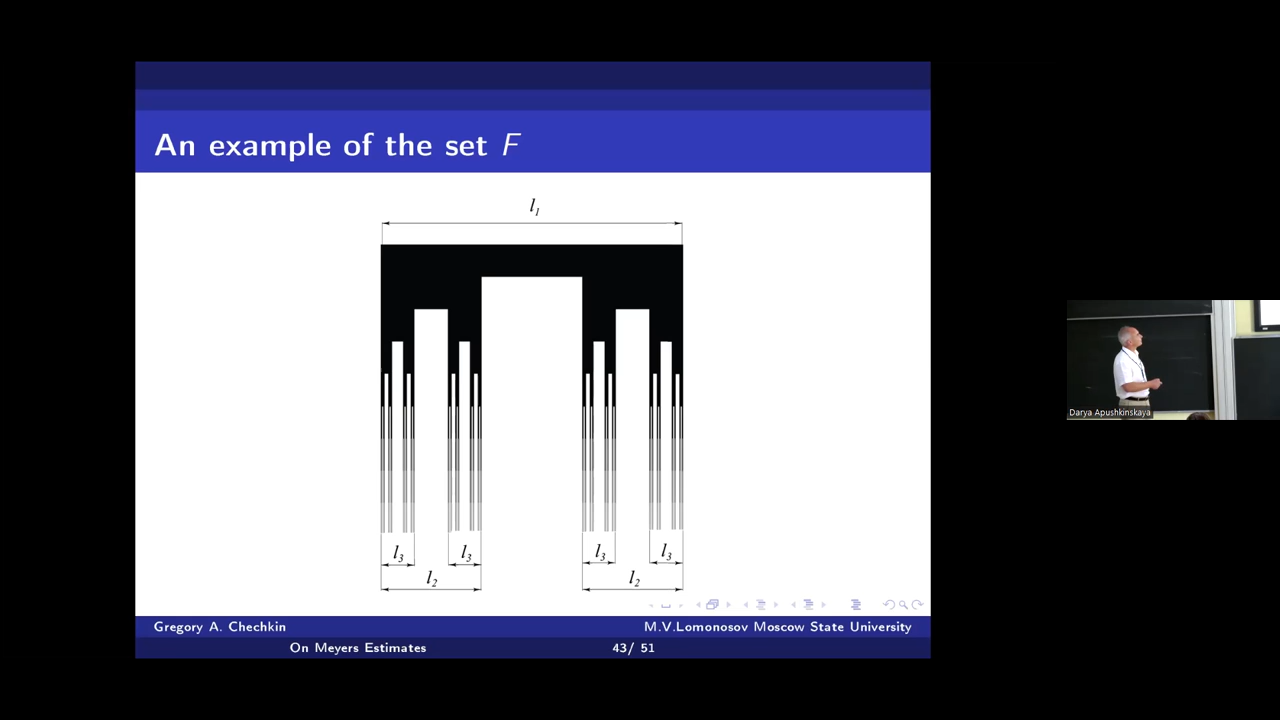 An example of the set F
l1
l3 l3 l3 l3
l2 l2
Gregory A. Chechkin M.V.Lomonosov Moscow State University
On Meyers Estimates 43/ 51
Darya Apushkinskaya